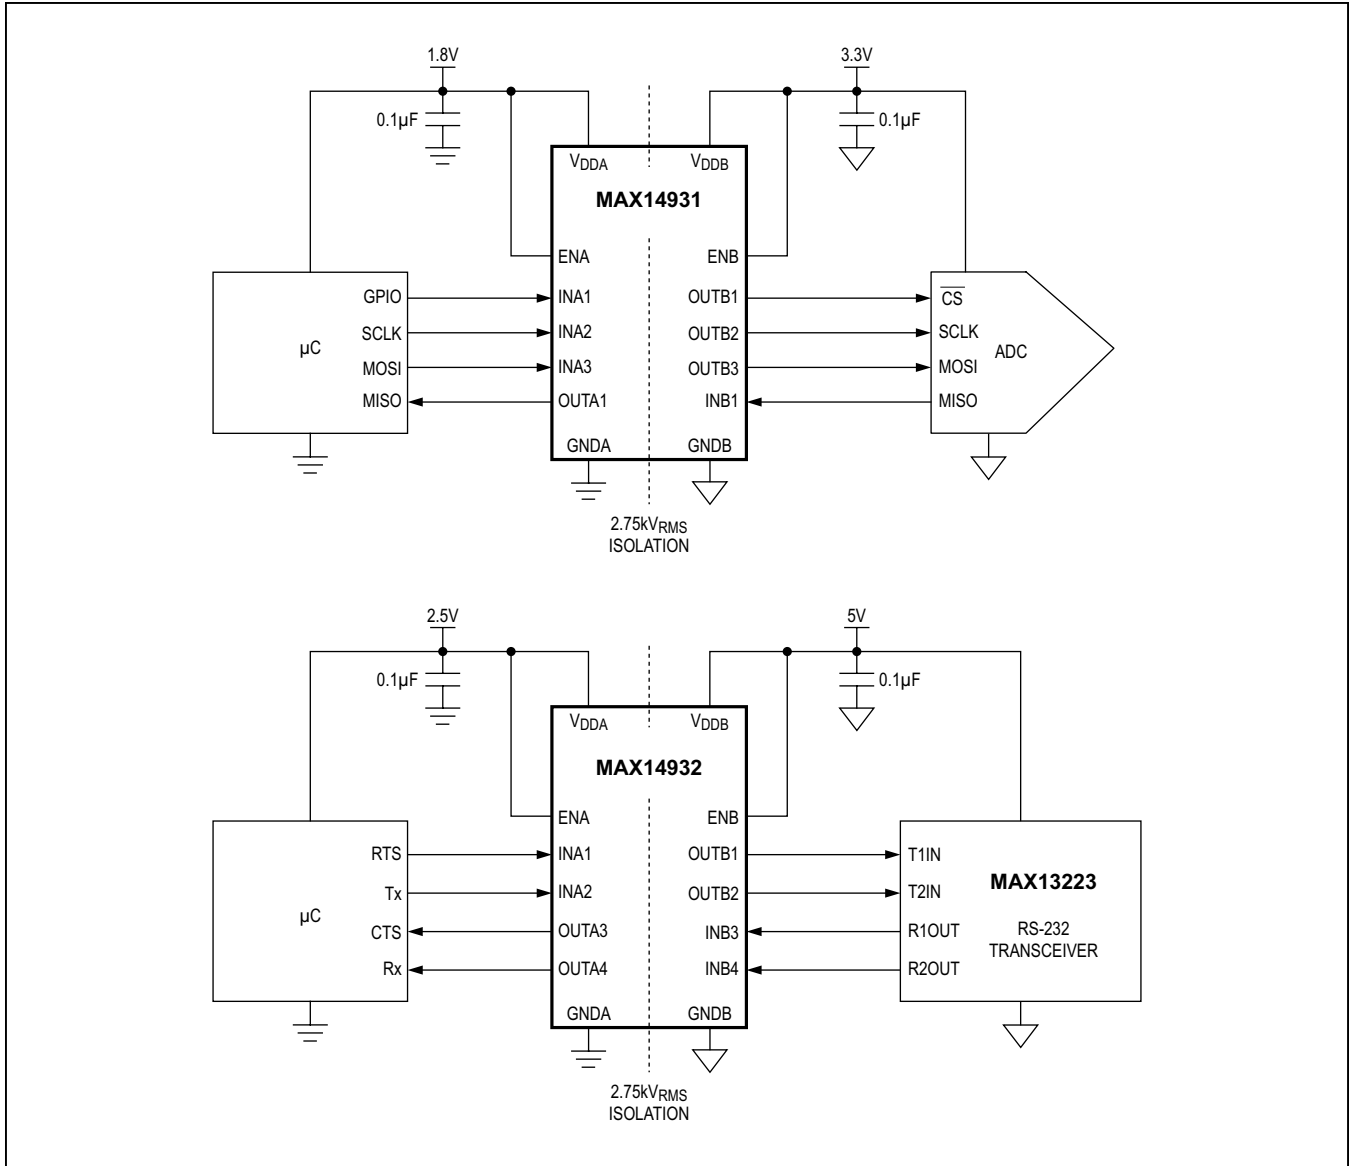 1.8V
3.3V
0.1µF
0.1µF
VDDA
VDDB
MAX14931
ENA
ENB
GPIO
INA1
OUTB1
CS
SCLK
INA2
OUTB2
SCLK
µC
ADC
MOSI
INA3
OUTB3
MOSI
MISO
OUTA1
INB1
MISO
GNDA
GNDB
2.75kVRMS
ISOLATION
2.5V
5V
0.1µF
0.1µF
VDDA
VDDB
MAX14932
ENA
ENB
RTS
INA1
OUTB1
T1IN
MAX13223
Tx
INA2
OUTB2
T2IN
µC
CTS
OUTA3
INB3
R1OUT
RS-232
TRANSCEIVER
Rx
OUTA4
INB4
R2OUT
GNDA
GNDB
2.75kVRMS
ISOLATION